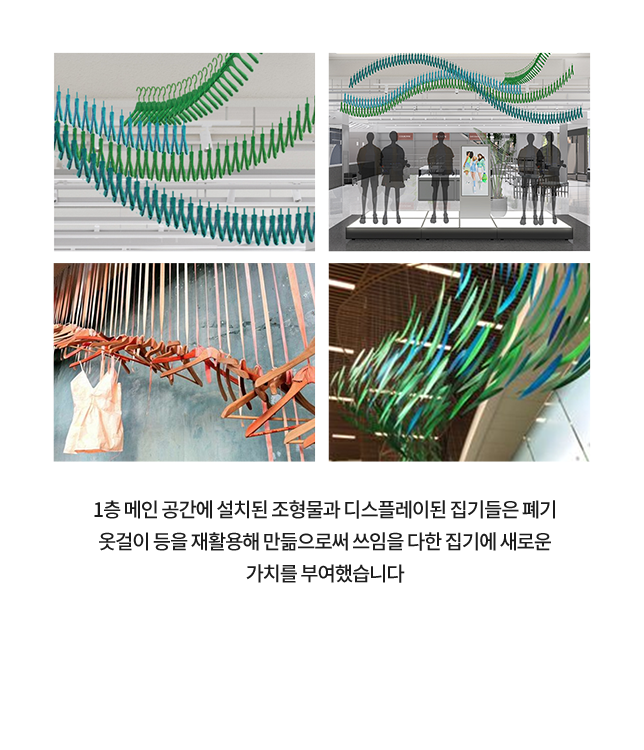 1층 메인 공간에 설치된 조형물과 디스플레이된 집기들은 폐기
옷걸이 등을 재활용해 만듦으로써 쓰임을 다한 집기에 새로운
가치를 부여했습니다